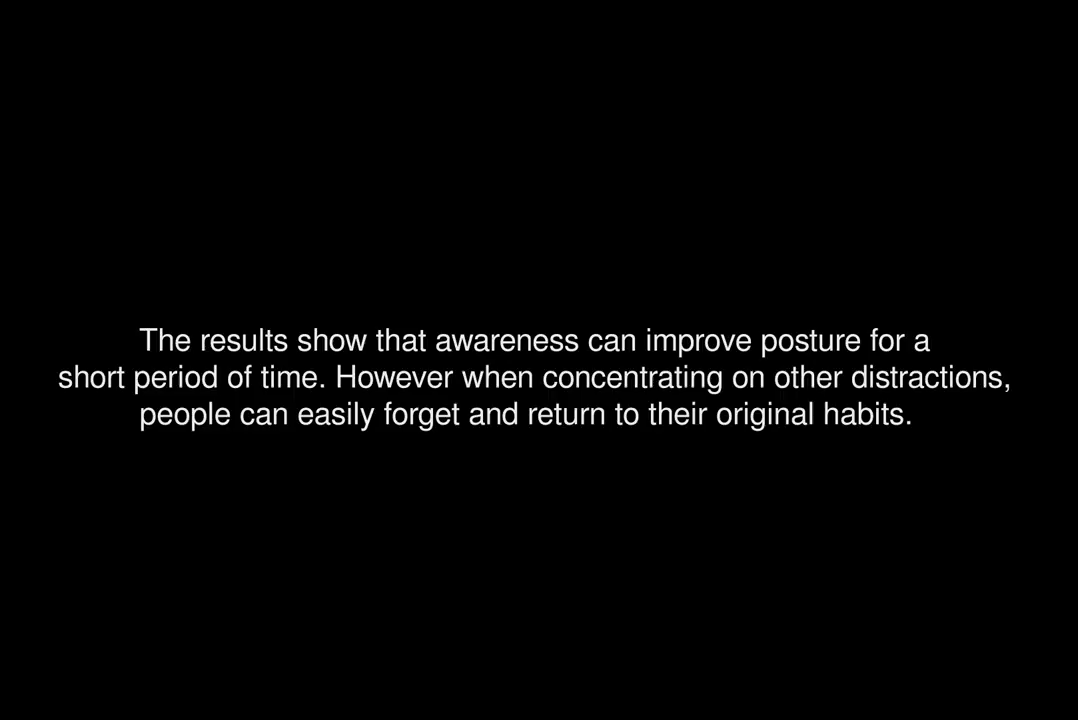 The results show that awareness can improve posture for a
short period of time. However when concentrating on other distractions,
people can easily forget and return to their original habits.